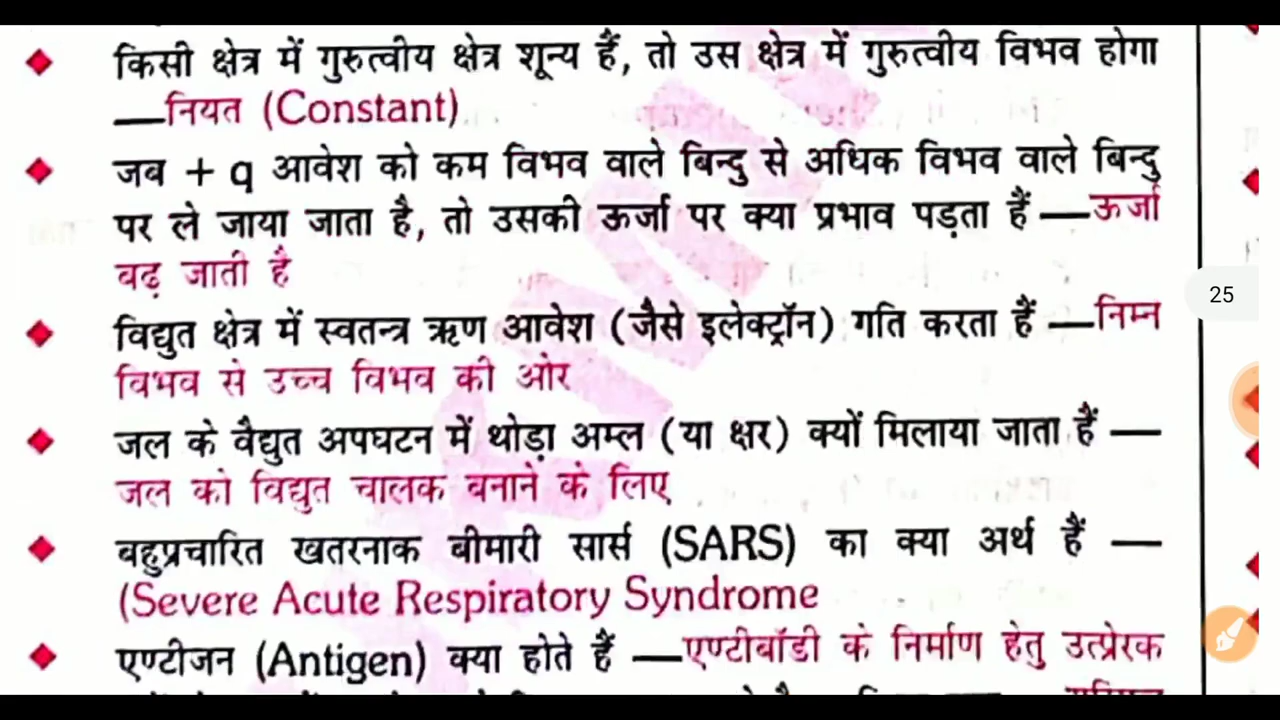 किसी क्षेत्र में गुरुत्वीय क्षेत्र शून्य हैं, तो उस क्षेत्र में गुरुत्वीय विभव होगा
—नियत (Constant)
जब + q आवेश को कम विभव वाले बिन्दु से अधिक विभव वाले बिन्दु
पर ले जाया जाता है, तो उसकी ऊर्जा पर क्या प्रभाव पड़ता हैं —ऊर्जा
बढ़ जाती है
विद्युत क्षेत्र में स्वतन्त्र ऋण आवेश (जैसे इलेक्ट्रॉन) गति करता हैं —निम्न
विभव से उच्च विभव की ओर
जल के वैद्युत अपघटन में थोड़ा अम्ल (या क्षर) क्यों मिलाया जाता हैं —
जल को विद्युत चालक बनाने के लिए
बहुप्रचारित खतरनाक बीमारी सार्स (SARS) का क्या अर्थ हैं —
(Severe Acute Respiratory Syndrome
एण्टीजन (Antigen) क्या होते हैं —एण्टीबॉडी के निर्माण हेतु उत्प्रेरक
25